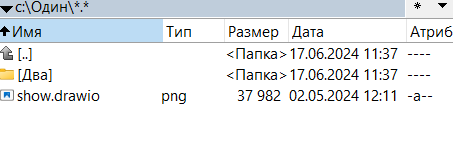 c:\Один\*.* * ▼
Имя Тип Размер Дата Атриб
[..] <Папка> 17.06.2024 11:37 ----
[Два] <Папка> 17.06.2024 11:37 ----
show.drawio png 37 982 02.05.2024 12:11 -a--